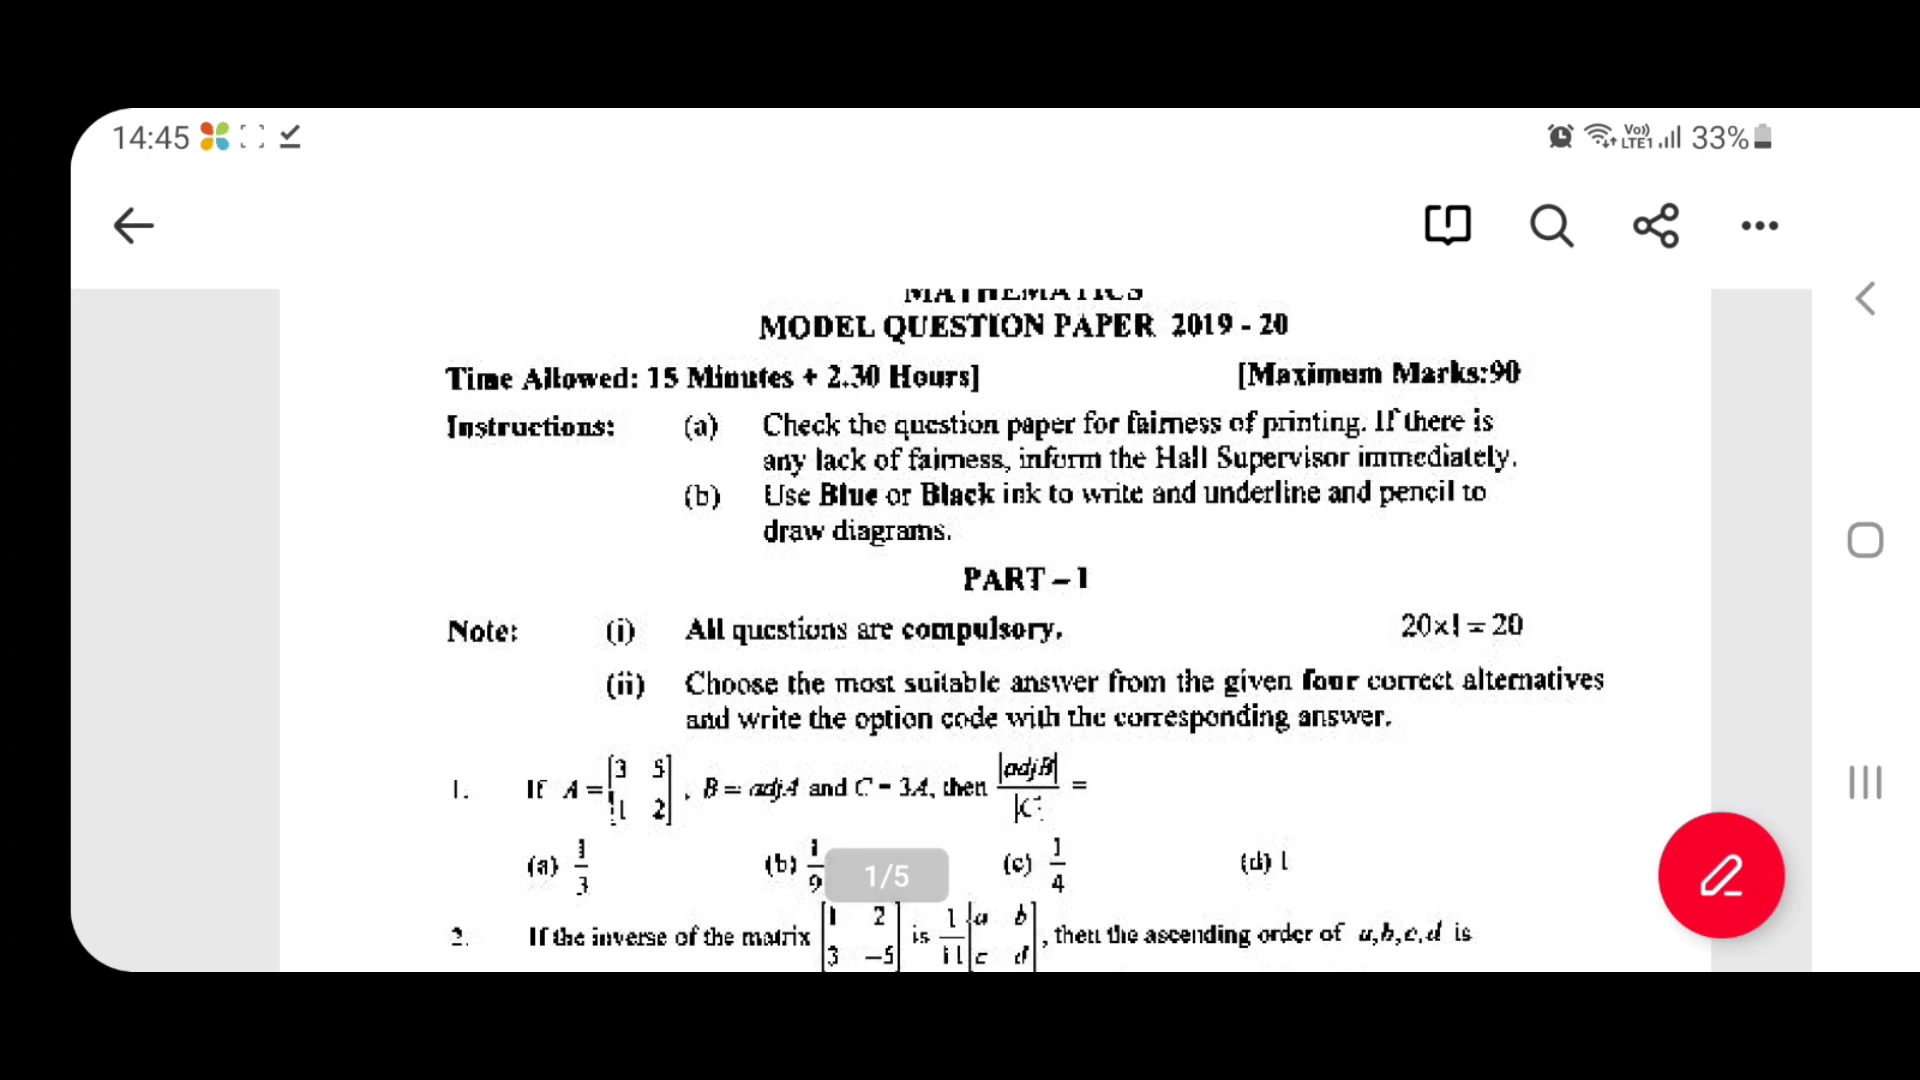 14:45
Vo)) LTE1 33%
MATHEMATICS
MODEL QUESTION PAPER 2019 - 20
Time Allowed: 15 Minutes + 2.30 Hours] [Maximum Marks:90
Instructions: (a) Check the question paper for fairness of printing. If there is
any lack of fairness, inform the Hall Supervisor immediately.
(b) Use Blue or Black ink to write and underline and pencil to
draw diagrams.
PART – I
Note: (i) All questions are compulsory. 20×1 = 20
(ii) Choose the most suitable answer from the given four correct alternatives
and write the option code with the corresponding answer.
1. If A = [3 5; 1 2], B = adjA and C = 3A, then |adjB| / |C| =
(a) 1/3 (b) 1/9 (c) 1/4 (d) 1
1/5
2. If the inverse of the matrix [1 2; 3 −5] is 1/11 [a b; c d], then the ascending order of a,b,c,d is